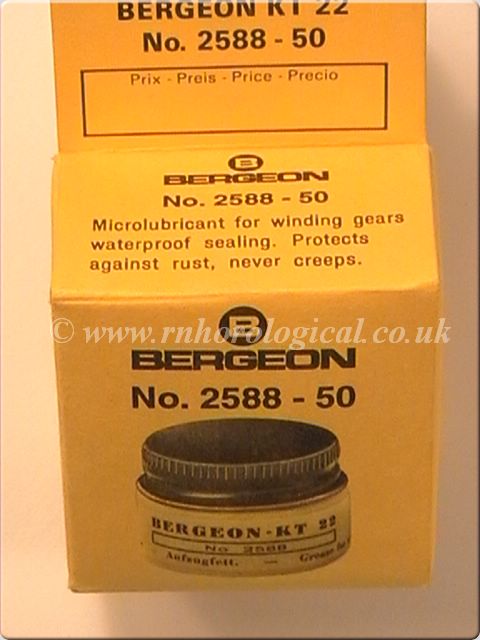 BERGEON KT 22
No. 2588 - 50
Prix - Preis - Price - Precio
B
BERGEON
No. 2588 - 50
Microlubricant for winding gears
waterproof sealing. Protects
against rust, never creeps.
B
© www.rnhorological.co.uk
BERGEON
No. 2588 - 50
BERGEON - KT 22
No 2588
Aufzugfett. — Grease for